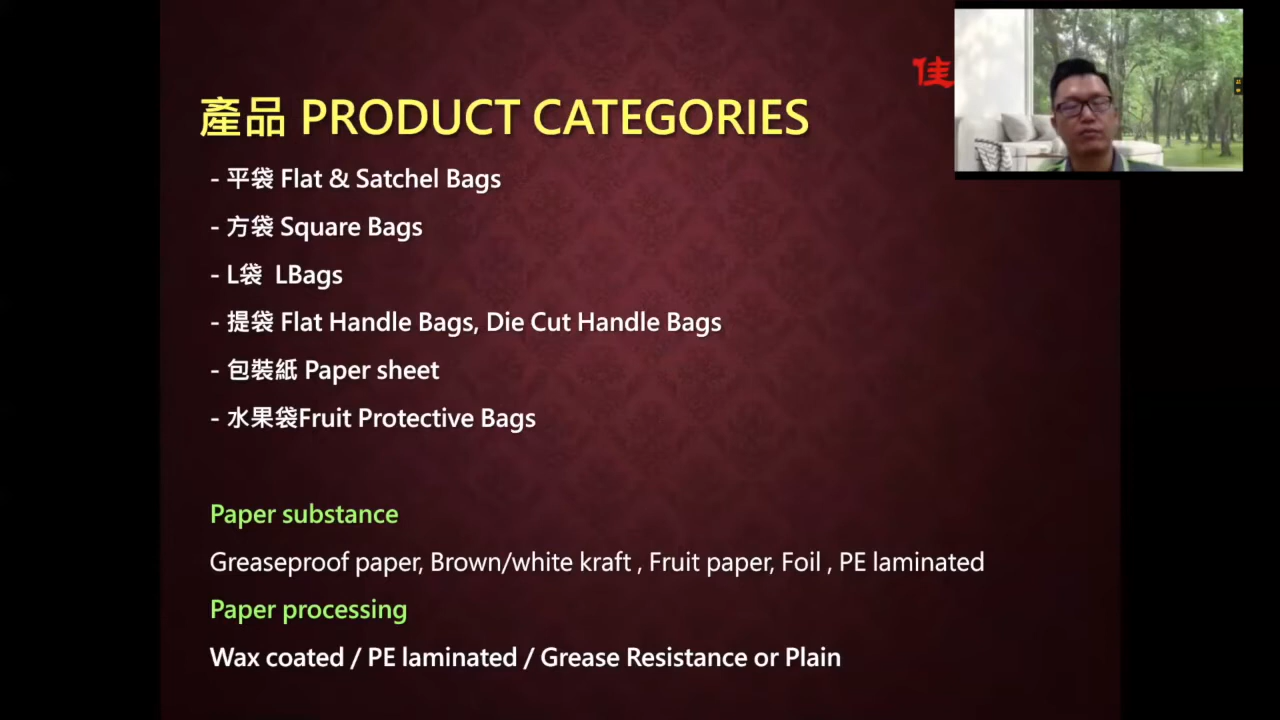 佳
產品 PRODUCT CATEGORIES
- 平袋 Flat & Satchel Bags
- 方袋 Square Bags
- L袋  LBags
- 提袋 Flat Handle Bags, Die Cut Handle Bags
- 包裝紙 Paper sheet
- 水果袋Fruit Protective Bags
Paper substance
Greaseproof paper, Brown/white kraft , Fruit paper, Foil , PE laminated
Paper processing
Wax coated / PE laminated / Grease Resistance or Plain